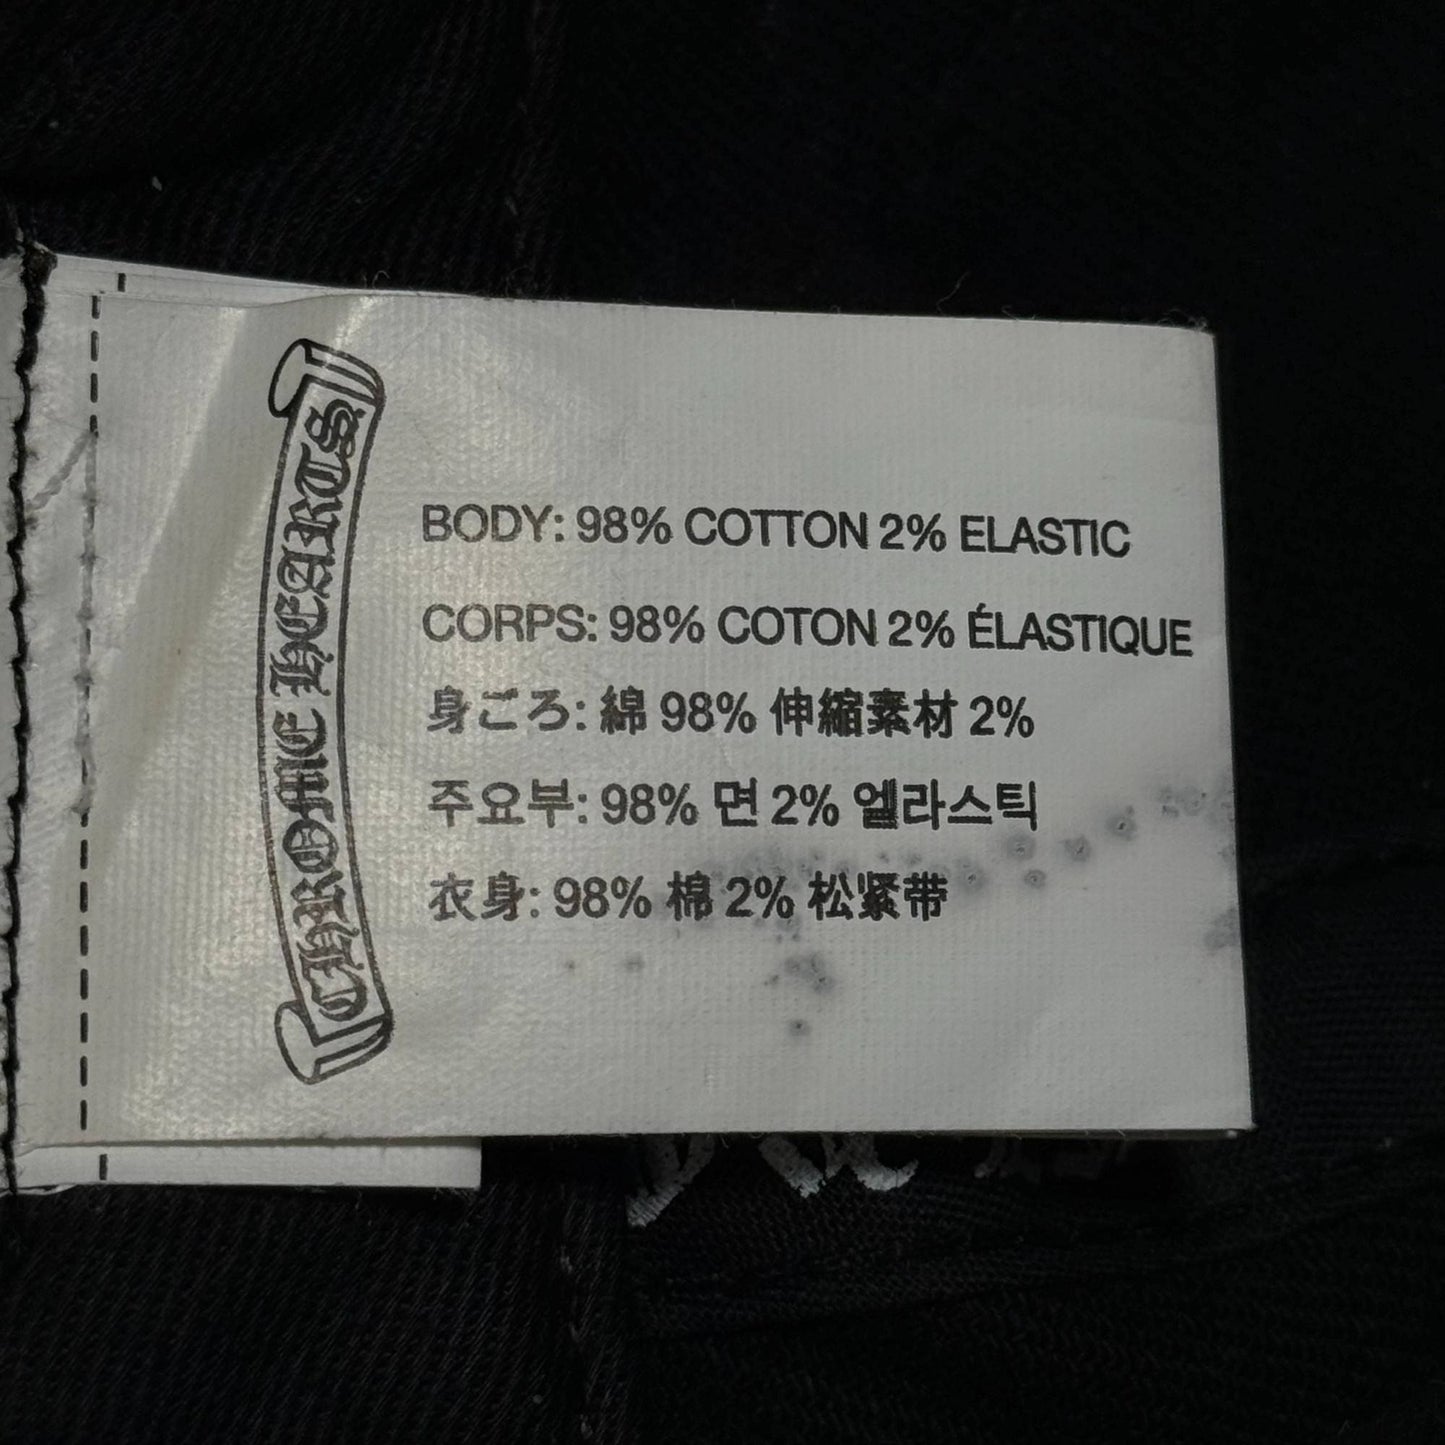 CHROME HEARTS
BODY: 98% COTTON 2% ELASTIC
CORPS: 98% COTON 2% ÉLASTIQUE
身ごろ: 綿 98% 伸縮素材 2%
주요부: 98% 면 2% 엘라스틱
衣身: 98% 棉 2% 松紧带